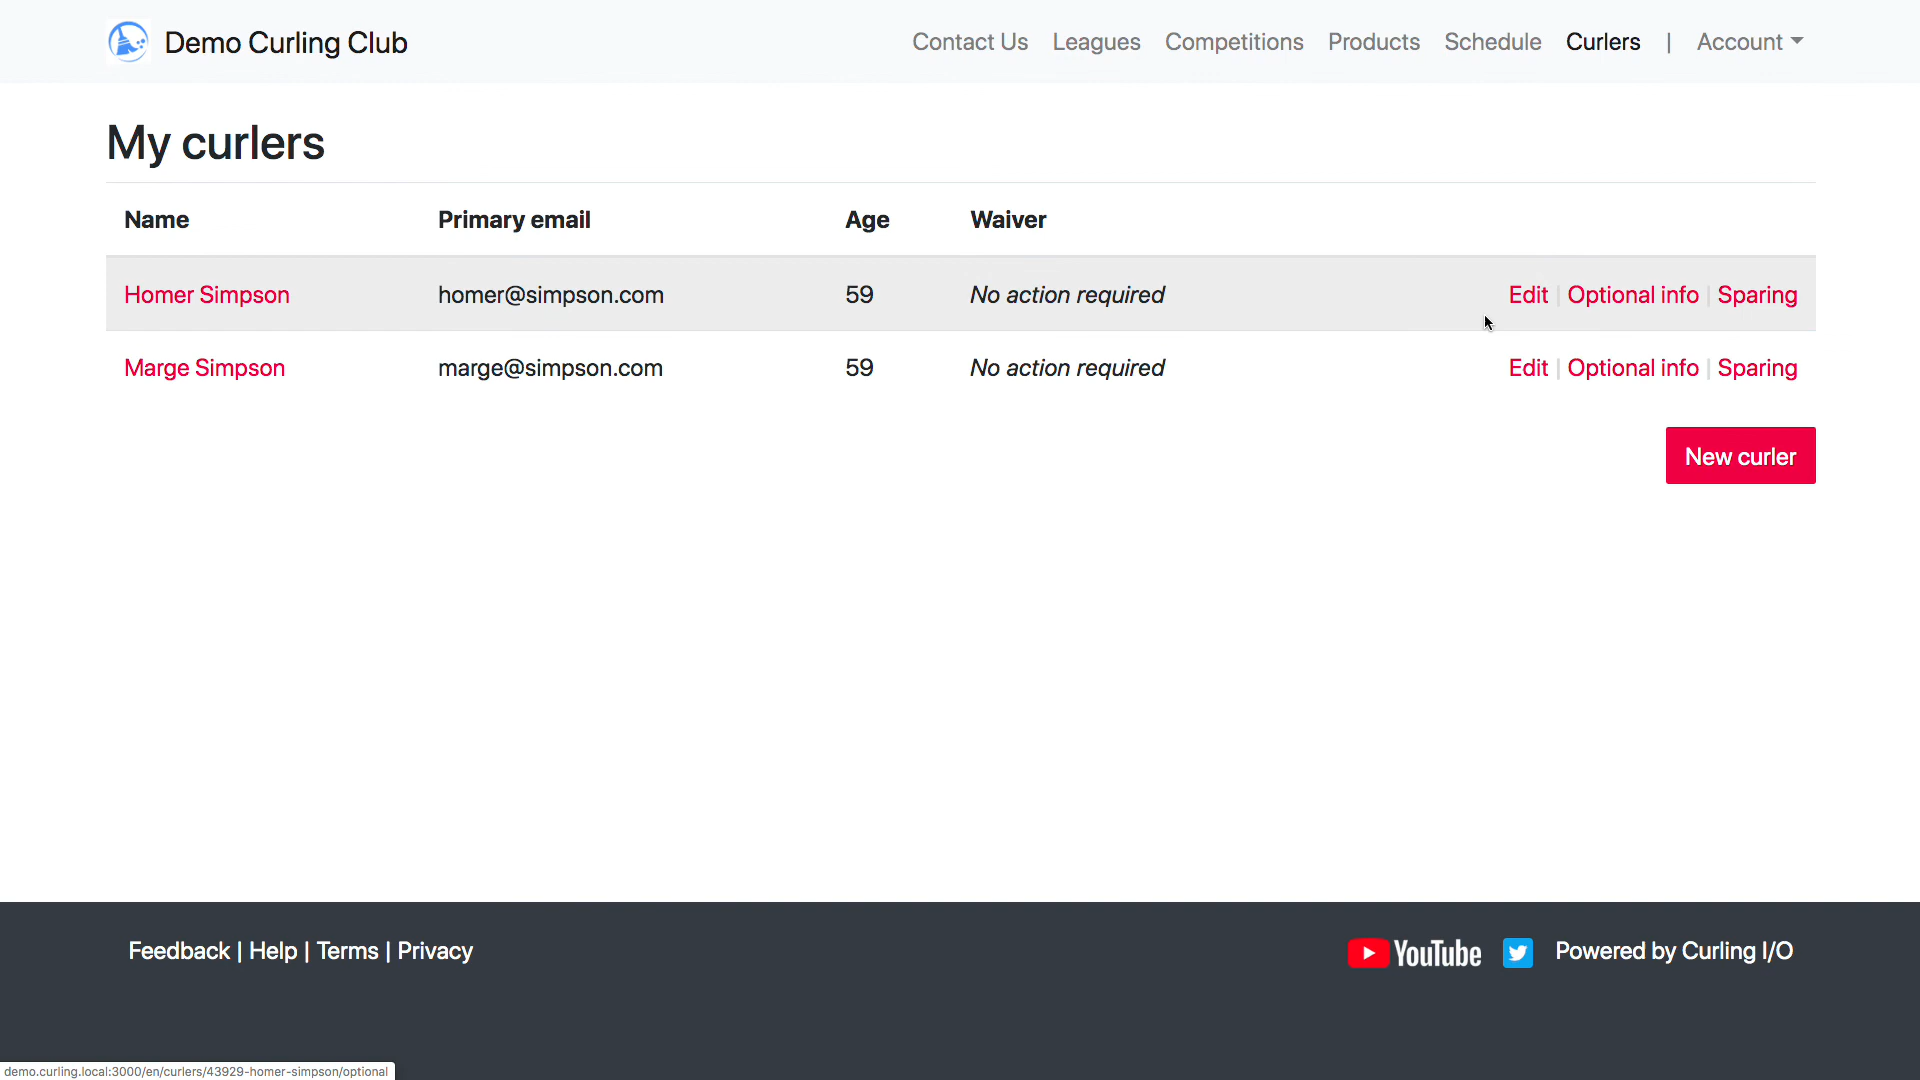 Demo Curling Club Contact Us Leagues Competitions Products Schedule Curlers | Account
My curlers
Name Primary email Age Waiver
Homer Simpson homer@simpson.com 59 No action required Edit | Optional info | Sparing
Marge Simpson marge@simpson.com 59 No action required Edit | Optional info | Sparing
New curler
Feedback | Help | Terms | Privacy YouTube Powered by Curling I/O
demo.curling.local:3000/en/curlers/43929-homer-simpson/optional